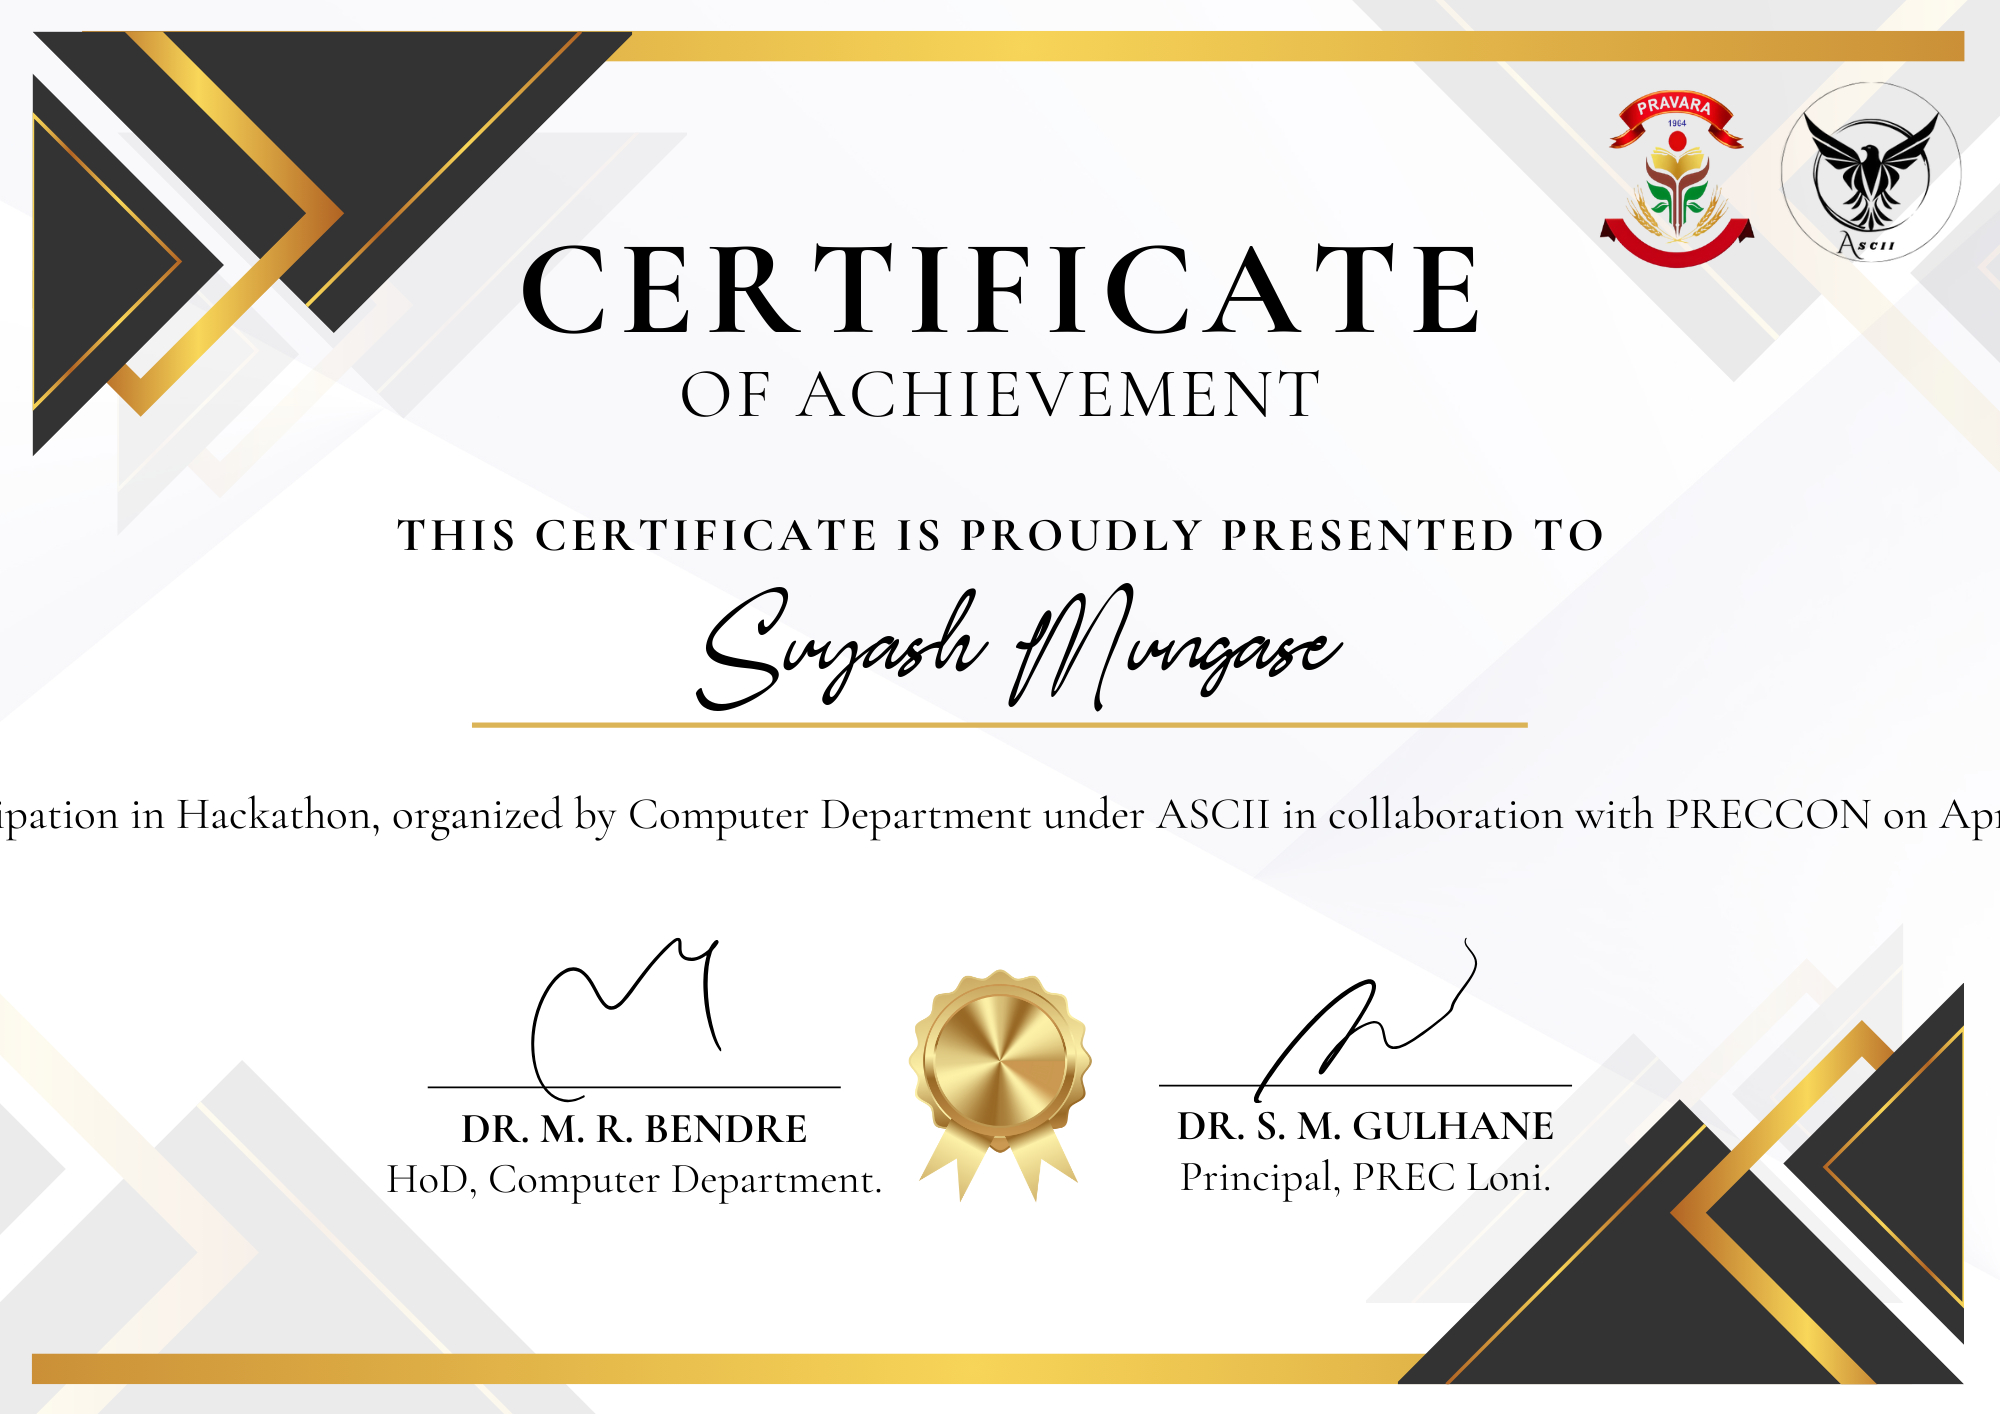 PRAVARA
1964
ASCII
CERTIFICATE
OF ACHIEVEMENT
THIS CERTIFICATE IS PROUDLY PRESENTED TO
Suyash Mungase
ipation in Hackathon, organized by Computer Department under ASCII in collaboration with PRECCON on Apr
DR. M. R. BENDRE
HoD, Computer Department.
DR. S. M. GULHANE
Principal, PREC Loni.